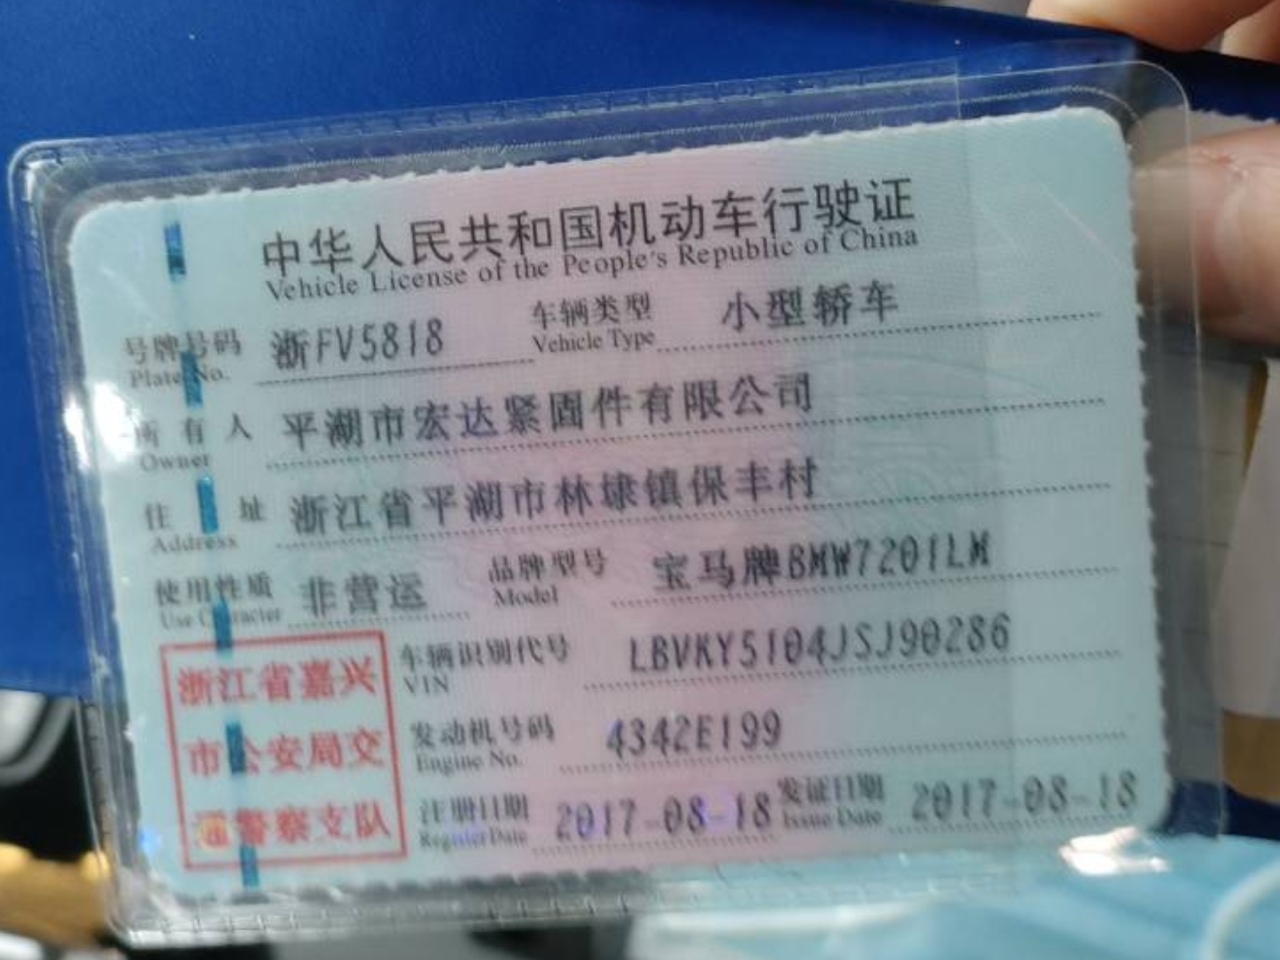 中华人民共和国机动车行驶证
Vehicle License of the People's Republic of China
号牌号码 浙FV5818 车辆类型 小型轿车
Plate No. Vehicle Type
所有人 平湖市宏达紧固件有限公司
Owner
住址 浙江省平湖市林埭镇保丰村
Address
使用性质 非营运 品牌型号 宝马牌BMW7201LM
Use Character Model
浙江省嘉兴
市公安局交
通警察支队
车辆识别代号 LBVKY5104JSJ90286
VIN
发动机号码 4342E199
Engine No.
注册日期 2017-08-18 发证日期 2017-08-18
Register Date Issue Date